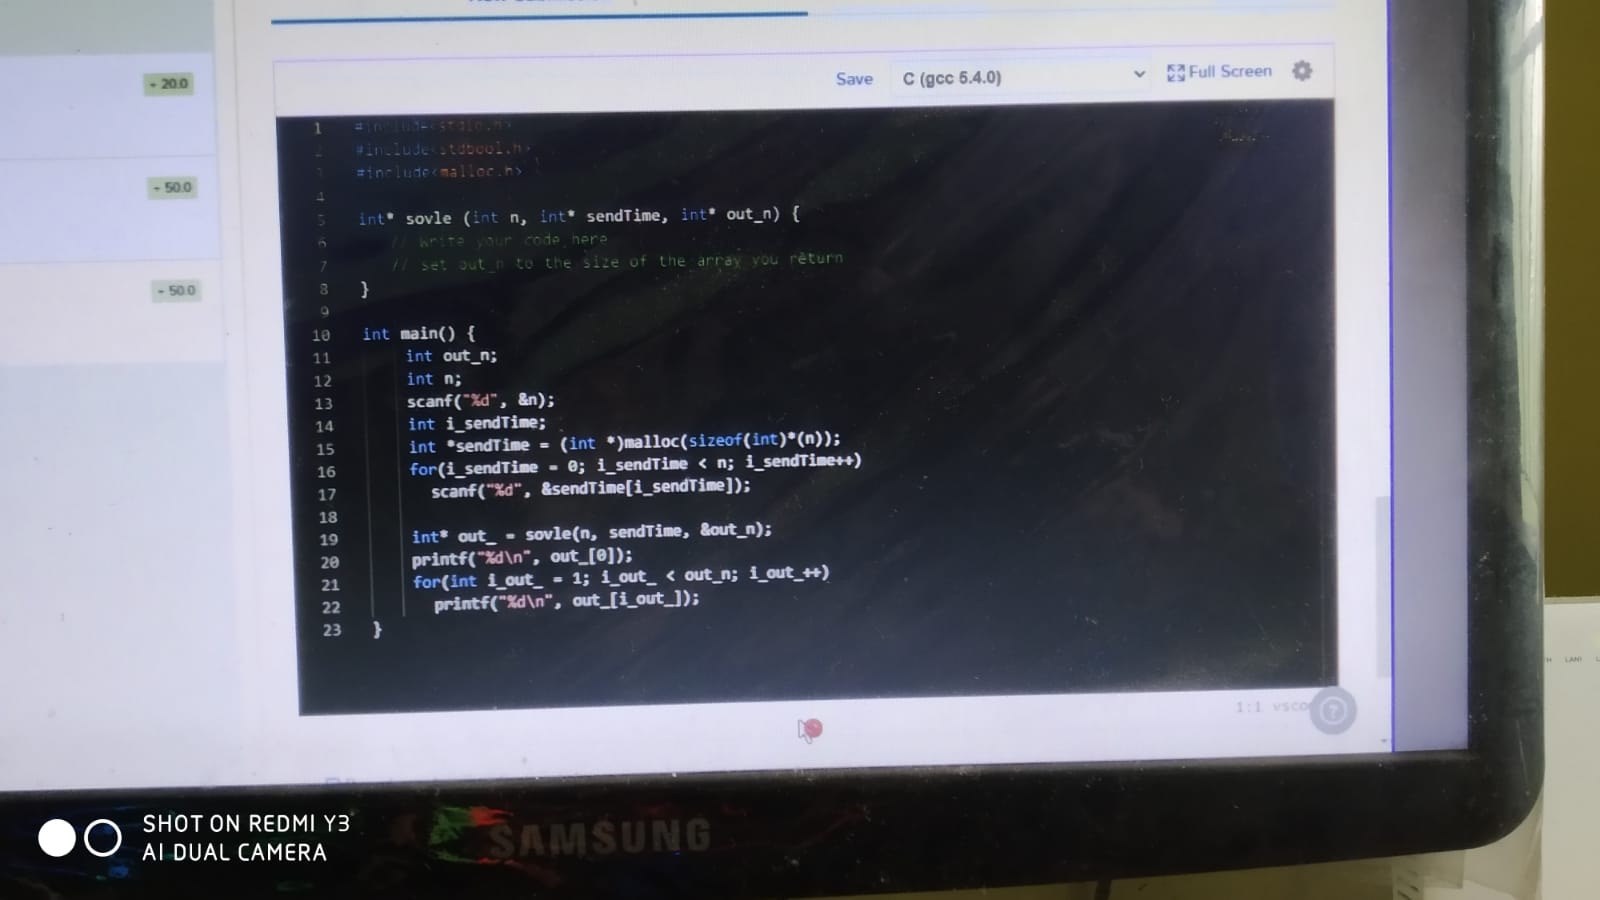 - 20.0
- 50.0
- 50.0
Save
C (gcc 5.4.0)
Full Screen
1 #include<stdio.h>
2 #include<stdbool.h>
3 #include<malloc.h>
4
5 int* sovle (int n, int* sendTime, int* out_n) {
6 // Write your code here
7 // set out_n to the size of the array you return
8 }
9
10 int main() {
11 int out_n;
12 int n;
13 scanf("%d", &n);
14 int i_sendTime;
15 int *sendTime = (int *)malloc(sizeof(int)*(n));
16 for(i_sendTime = 0; i_sendTime < n; i_sendTime++)
17 scanf("%d", &sendTime[i_sendTime]);
18
19 int* out_ = sovle(n, sendTime, &out_n);
20 printf("%d\n", out_[0]);
21 for(int i_out_ = 1; i_out_ < out_n; i_out_++)
22 printf("%d\n", out_[i_out_]);
23 }
1:1
?
SAMSUNG
SHOT ON REDMI Y3
AI DUAL CAMERA
LAN1